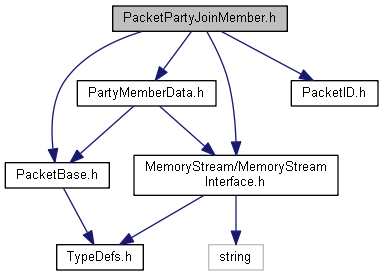 PacketPartyJoinMember.h
PartyMemberData.h
PacketID.h
PacketBase.h
MemoryStream/MemoryStream
Interface.h
TypeDefs.h
string